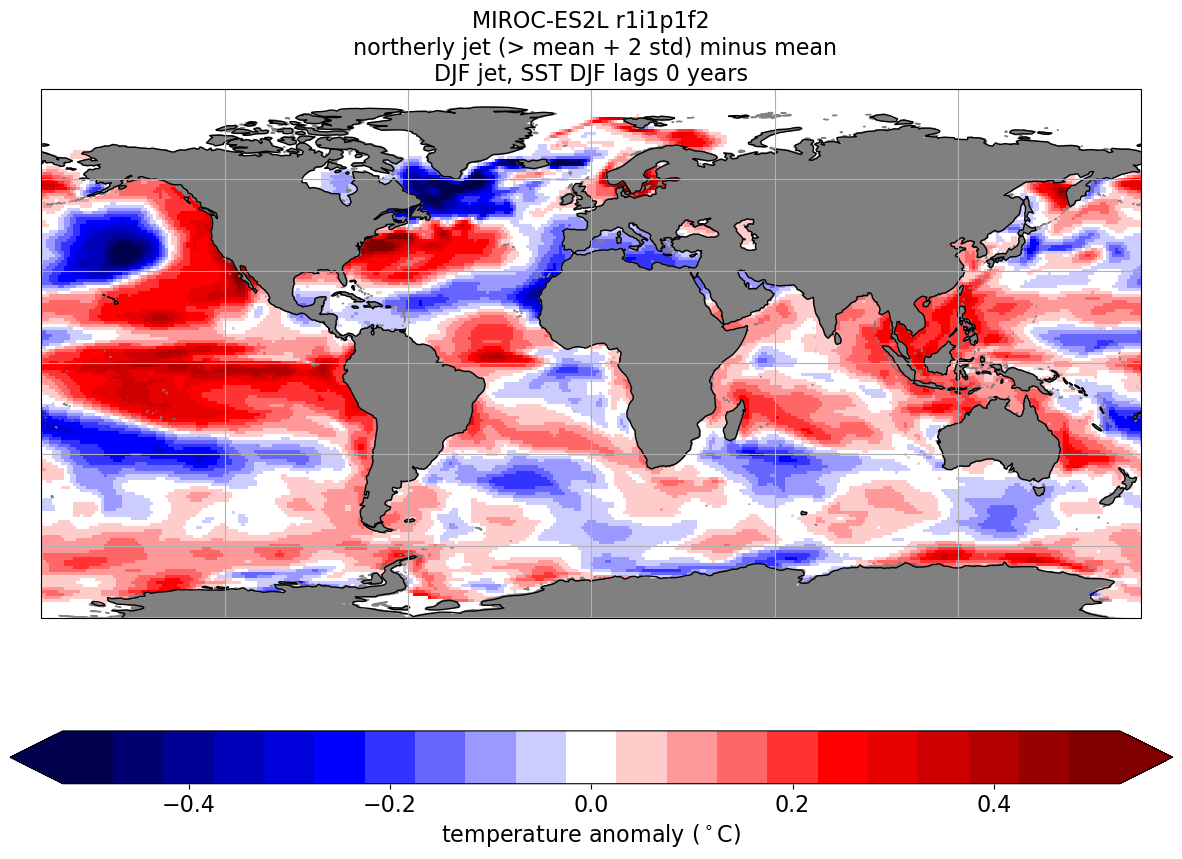 MIROC-ES2L r1i1p1f2
northerly jet (> mean + 2 std) minus mean
DJF jet, SST DJF lags 0 years
−0.4 −0.2 0.0 0.2 0.4
temperature anomaly (°C)